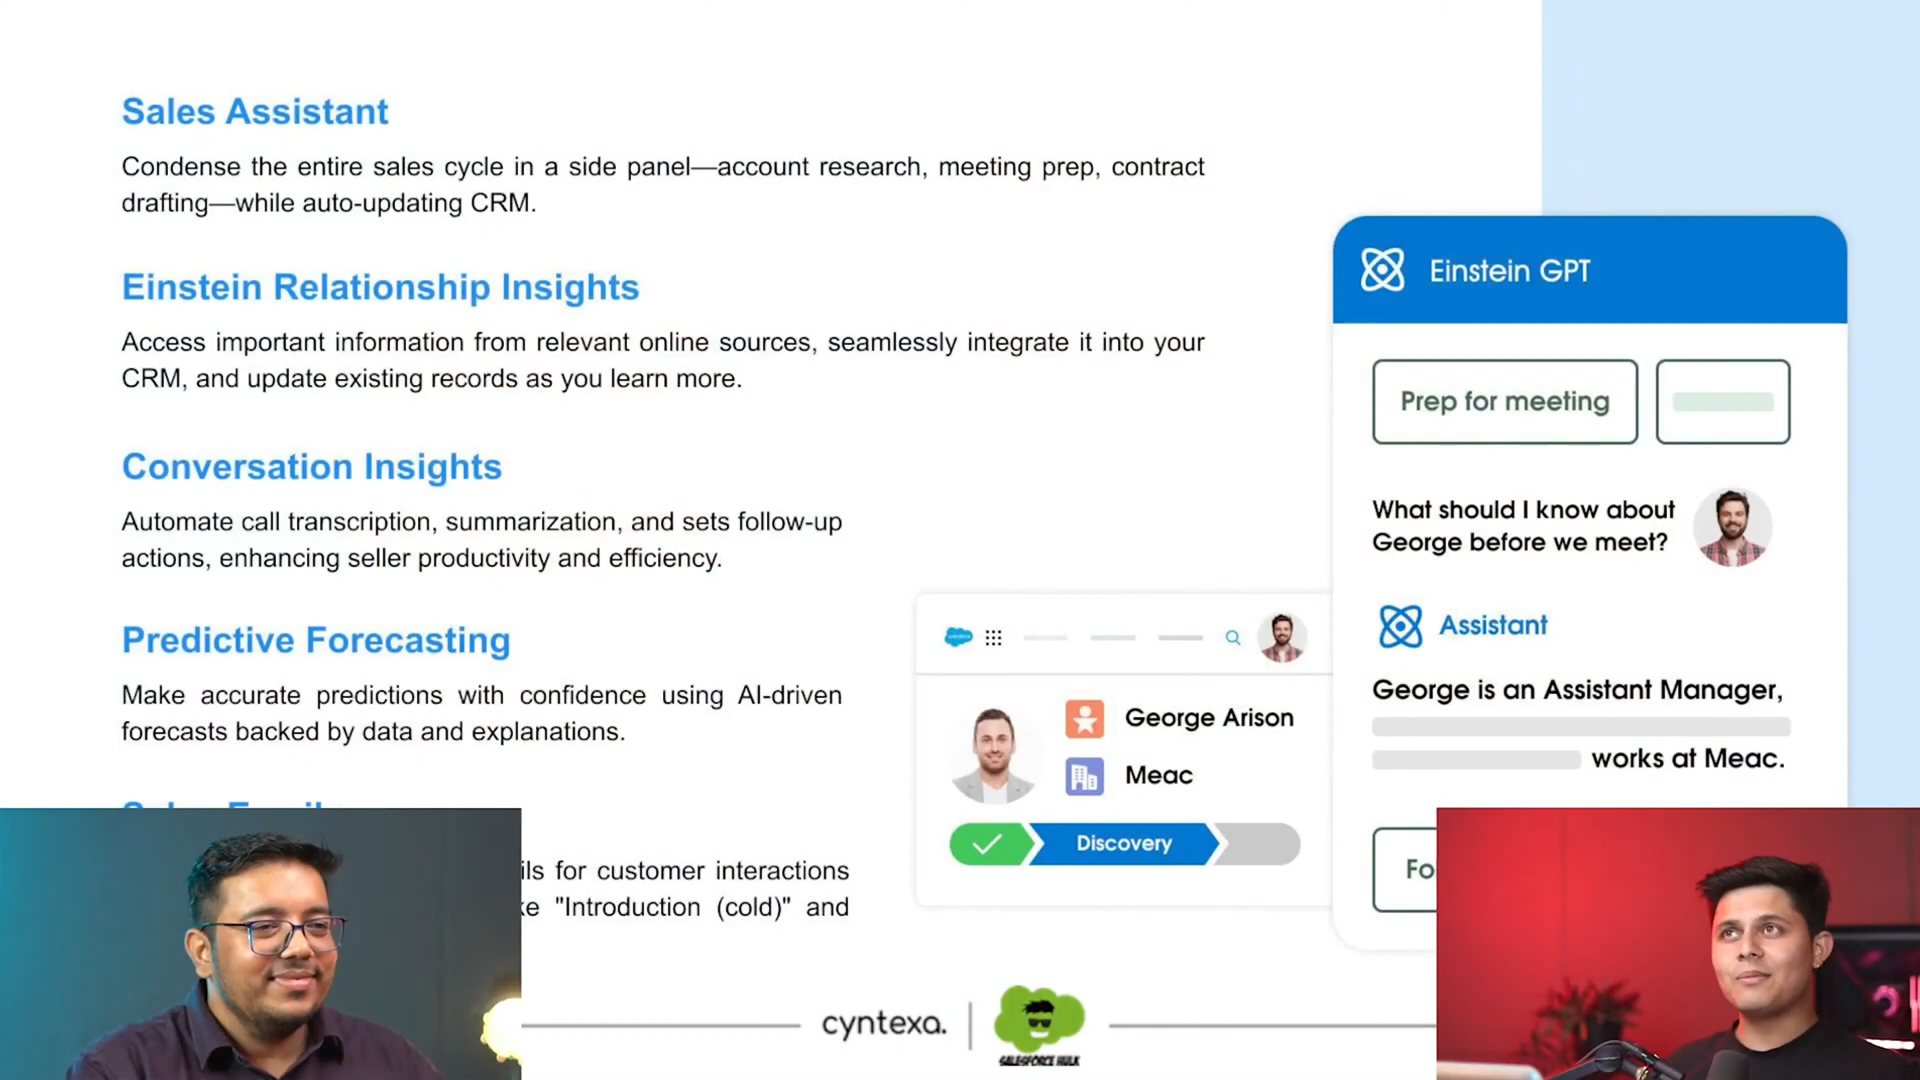 Sales Assistant
Condense the entire sales cycle in a side panel—account research, meeting prep, contract
drafting—while auto-updating CRM.
Einstein Relationship Insights
Access important information from relevant online sources, seamlessly integrate it into your
CRM, and update existing records as you learn more.
Conversation Insights
Automate call transcription, summarization, and sets follow-up
actions, enhancing seller productivity and efficiency.
Predictive Forecasting
Make accurate predictions with confidence using AI-driven
forecasts backed by data and explanations.
for customer interactions
"Introduction (cold)" and
George Arison
Meac
Discovery
Einstein GPT
Prep for meeting
What should I know about
George before we meet?
Assistant
George is an Assistant Manager,
works at Meac.
cyntexa.
SALESFORCE HULK